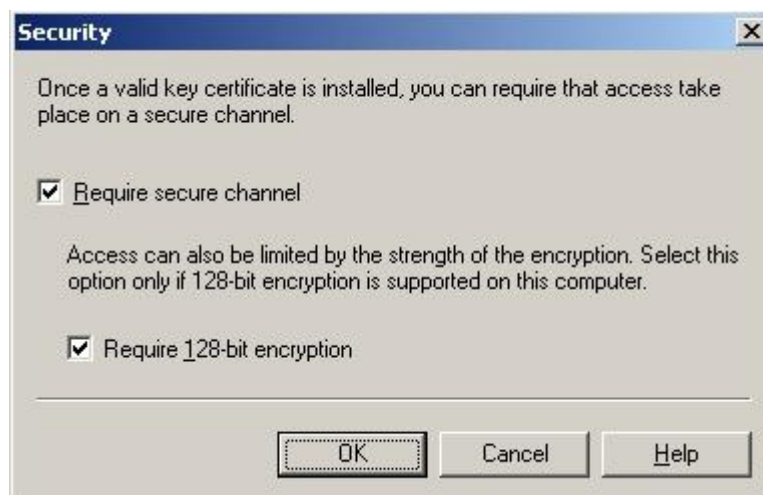 Security
Once a valid key certificate is installed, you can require that access take
place on a secure channel.
Require secure channel
Access can also be limited by the strength of the encryption. Select this
option only if 128-bit encryption is supported on this computer.
Require 128-bit encryption
OK Cancel Help